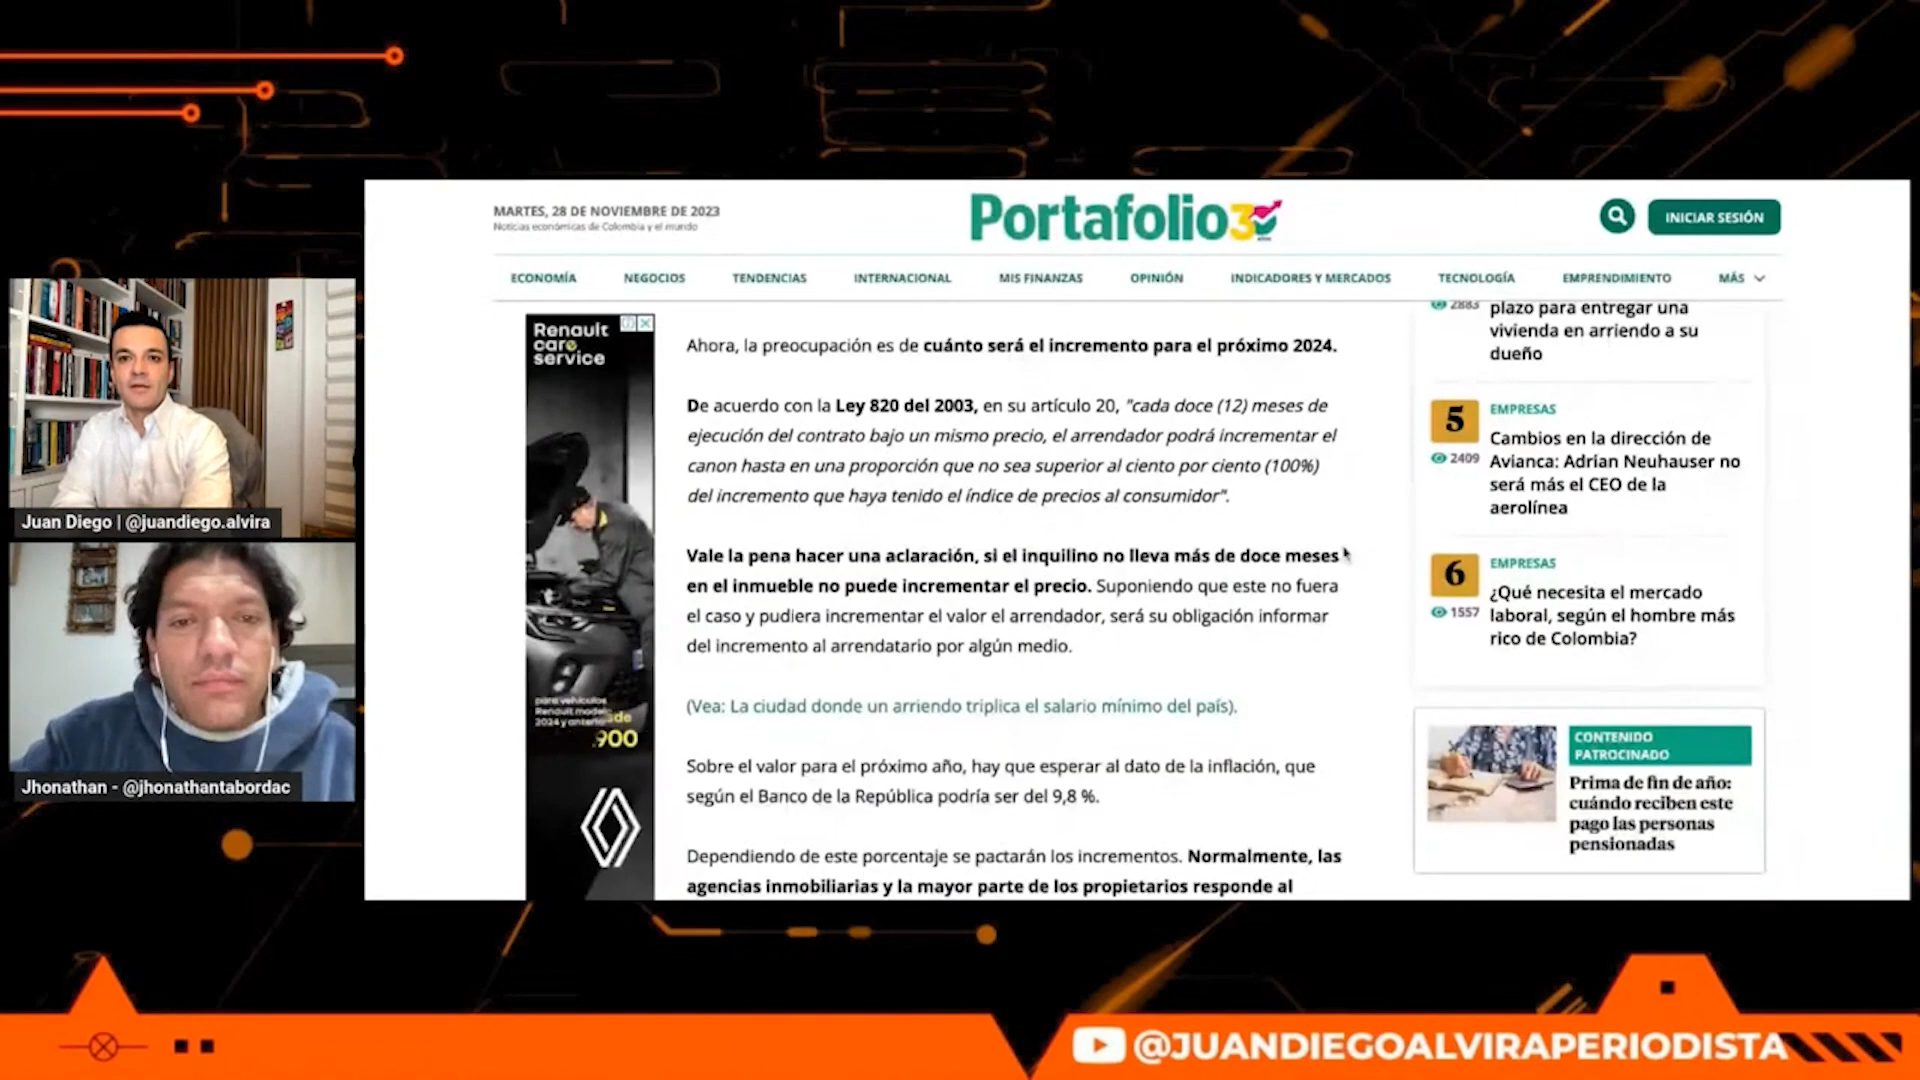 MARTES, 28 DE NOVIEMBRE DE 2023
Noticias económicas de Colombia y el mundo
Portafolio 30
INICIAR SESIÓN
ECONOMÍA NEGOCIOS TENDENCIAS INTERNACIONAL MIS FINANZAS OPINIÓN INDICADORES Y MERCADOS TECNOLOGÍA EMPRENDIMIENTO MÁS
Renault
care
service
para vehículos
Renault
2024 y
900
Ahora, la preocupación es de cuánto será el incremento para el próximo 2024.
De acuerdo con la Ley 820 del 2003, en su artículo 20, "cada doce (12) meses de
ejecución del contrato bajo un mismo precio, el arrendador podrá incrementar el
canon hasta en una proporción que no sea superior al ciento por ciento (100%)
del incremento que haya tenido el índice de precios al consumidor".
Vale la pena hacer una aclaración, si el inquilino no lleva más de doce meses
en el inmueble no puede incrementar el precio. Suponiendo que este no fuera
el caso y pudiera incrementar el valor el arrendador, será su obligación informar
del incremento al arrendatario por algún medio.
(Vea: La ciudad donde un arriendo triplica el salario mínimo del país).
Sobre el valor para el próximo año, hay que esperar al dato de la inflación, que
según el Banco de la República podría ser del 9,8 %.
Dependiendo de este porcentaje se pactarán los incrementos. Normalmente, las
agencias inmobiliarias y la mayor parte de los propietarios responde al
2883
plazo para entregar una
vivienda en arriendo a su
dueño
5
EMPRESAS
2409
Cambios en la dirección de
Avianca: Adrian Neuhauser no
será más el CEO de la
aerolínea
6
EMPRESAS
1557
¿Qué necesita el mercado
laboral, según el hombre más
rico de Colombia?
CONTENIDO
PATROCINADO
Prima de fin de año:
cuándo reciben este
pago las personas
pensionadas
Juan Diego | @juandiego.alvira
Jhonathan - @jhonathantabordac
@JUANDIEGOALVIRAPERIODISTA